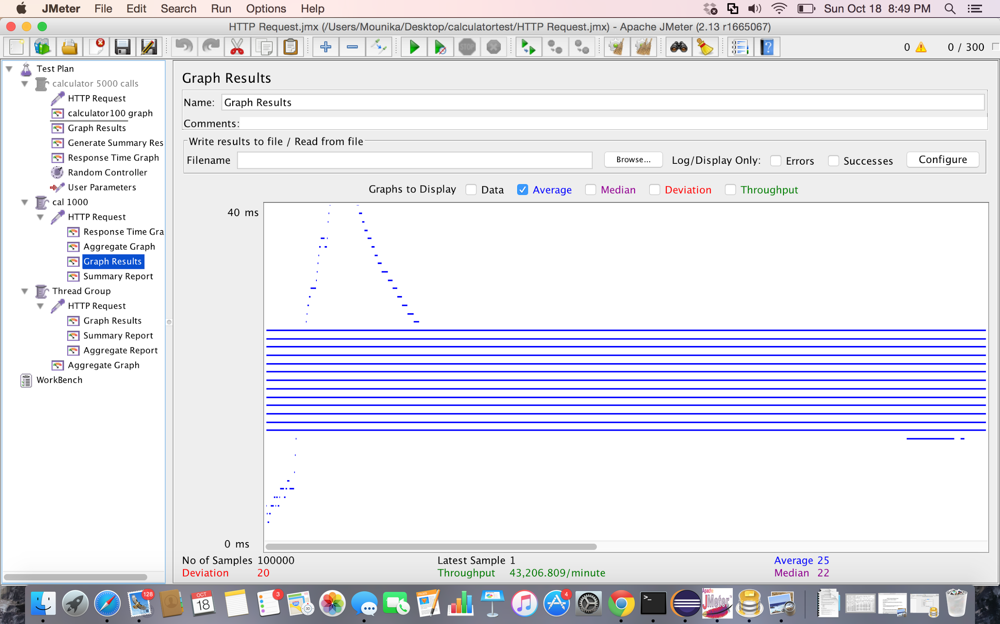 JMeter File Edit Search Run Options Help Sun Oct 18 8:49 PM
HTTP Request.jmx (/Users/Mounika/Desktop/calculatortest/HTTP Request.jmx) - Apache JMeter (2.13 r1665067)
STOP 0 0 / 300
Test Plan
calculator 5000 calls
HTTP Request
calculator100 graph
Graph Results
Generate Summary Res
Response Time Graph
Random Controller
User Parameters
cal 1000
HTTP Request
Response Time Gra
Aggregate Graph
Graph Results
Summary Report
Thread Group
HTTP Request
Graph Results
Summary Report
Aggregate Report
Aggregate Graph
WorkBench
Graph Results
Name: Graph Results
Comments:
Write results to file / Read from file
Filename Browse... Log/Display Only: Errors Successes Configure
Graphs to Display Data Average Median Deviation Throughput
40 ms
0 ms
No of Samples 100000 Latest Sample 1 Average 25
Deviation 20 Throughput 43,206.809/minute Median 22
128 OCT 18 3 280 3D 4 >_ Apache JMeter